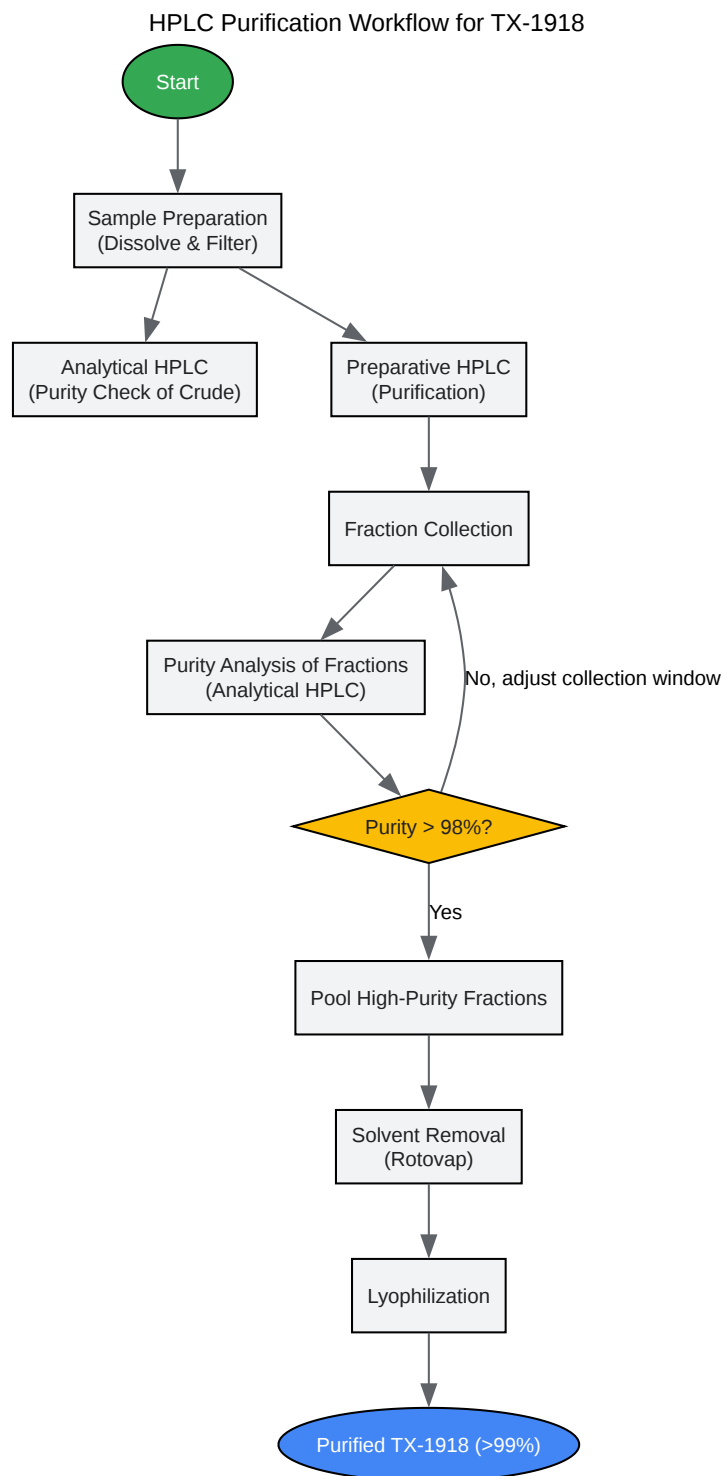 HPLC Purification Workflow for TX-1918
Start
Sample Preparation
(Dissolve & Filter)
Analytical HPLC
(Purity Check of Crude)
Preparative HPLC
(Purification)
Fraction Collection
Purity Analysis of Fractions
(Analytical HPLC)
No, adjust collection window
Purity > 98%?
Yes
Pool High-Purity Fractions
Solvent Removal
(Rotovap)
Lyophilization
Purified TX-1918 (>99%)